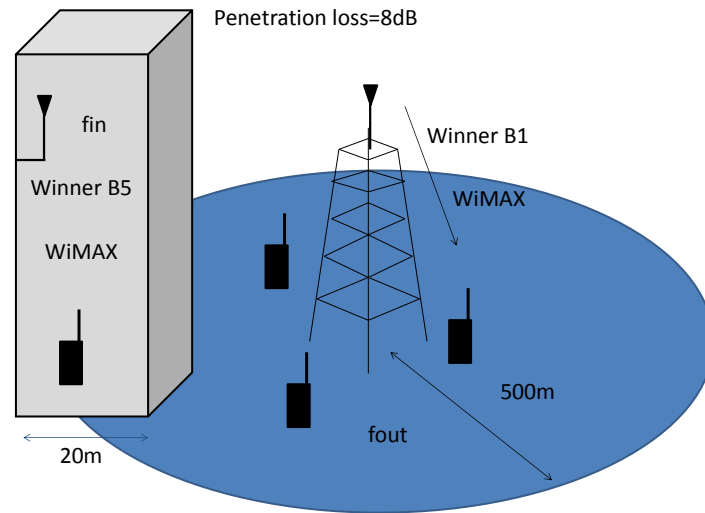 Penetration loss=8dB
fin
Winner B1
Winner B5
WiMAX
WiMAX
500m
fout
20m